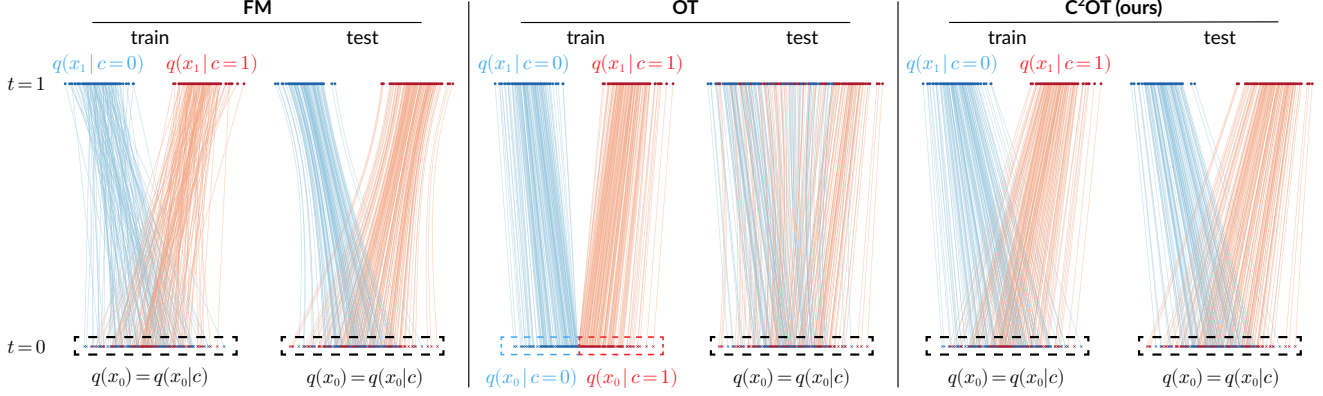 FM OT C²OT (ours)
train test train test train test
q(x₁|c=0) q(x₁|c=1) q(x₁|c=0) q(x₁|c=1) q(x₁|c=0) q(x₁|c=1)
t=1
t=0
q(x₀)=q(x₀|c) q(x₀)=q(x₀|c) q(x₀|c=0) q(x₀|c=1) q(x₀)=q(x₀|c) q(x₀)=q(x₀|c) q(x₀)=q(x₀|c)